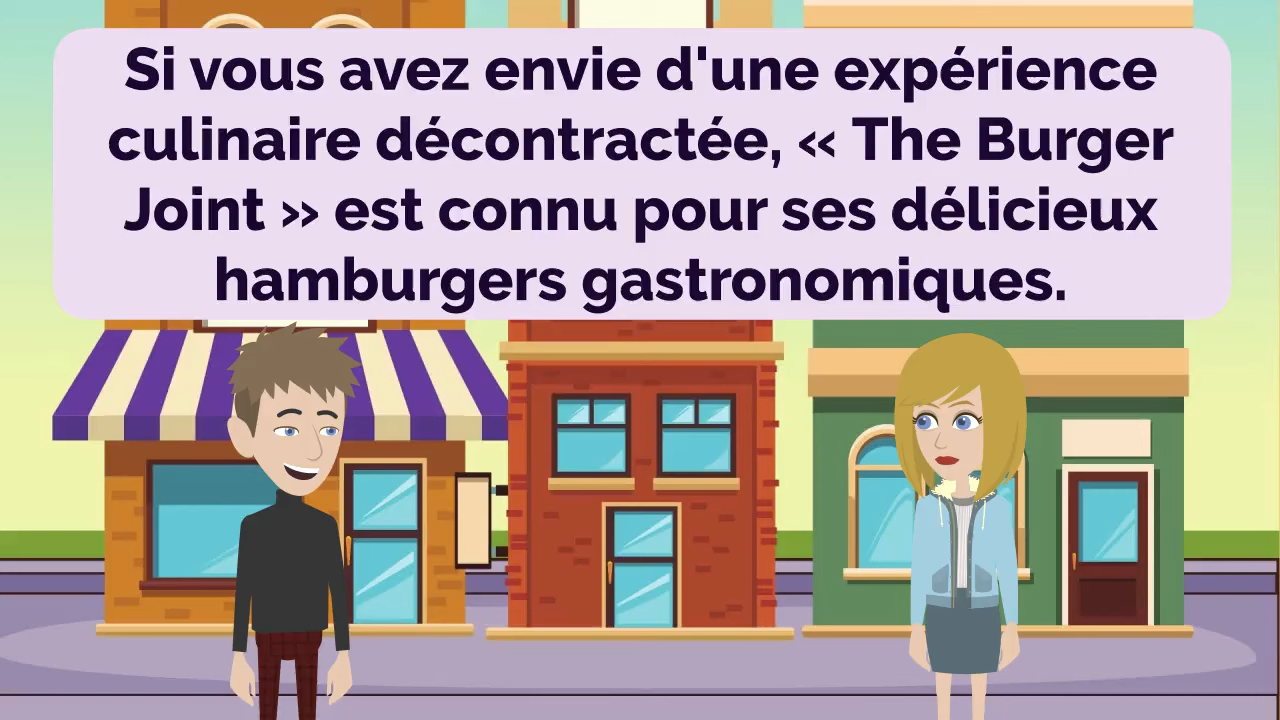 Si vous avez envie d'une expérience
culinaire décontractée, « The Burger
Joint » est connu pour ses délicieux
hamburgers gastronomiques.